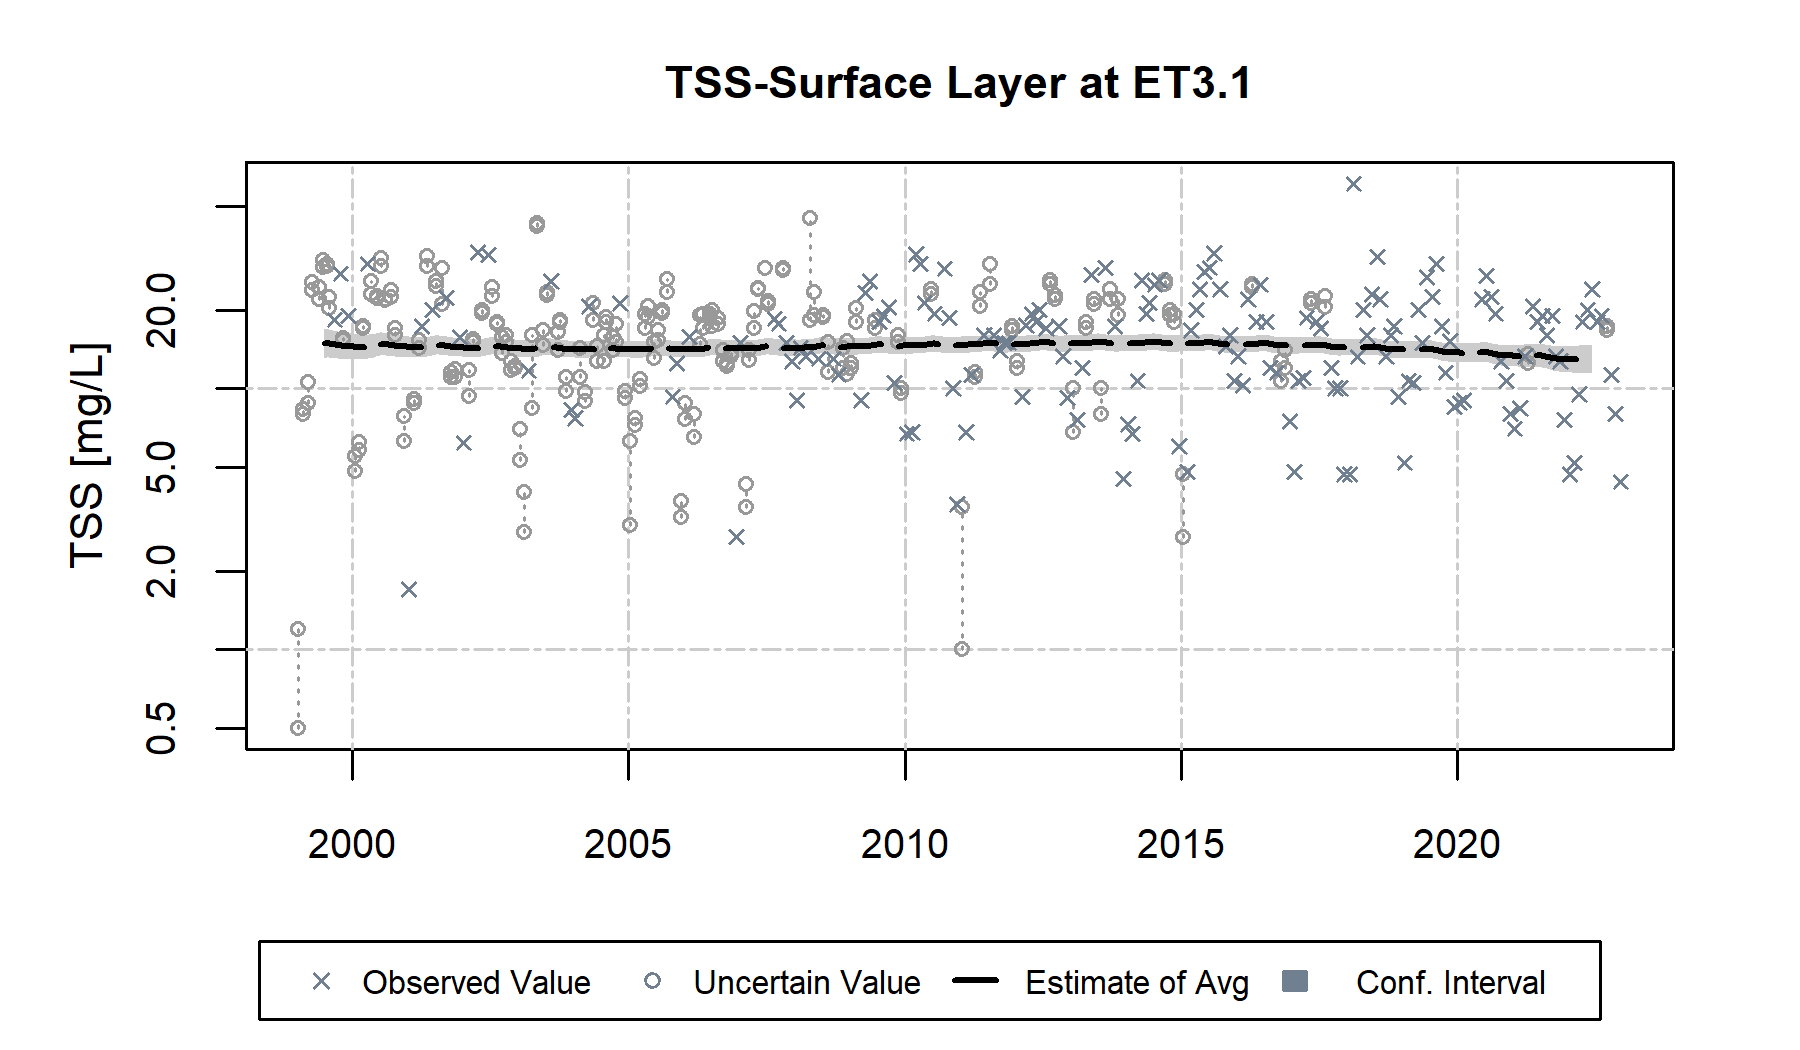 TSS-Surface Layer at ET3.1
TSS [mg/L]
20.0
5.0
2.0
0.5
2000 2005 2010 2015 2020
Observed Value Uncertain Value Estimate of Avg Conf. Interval